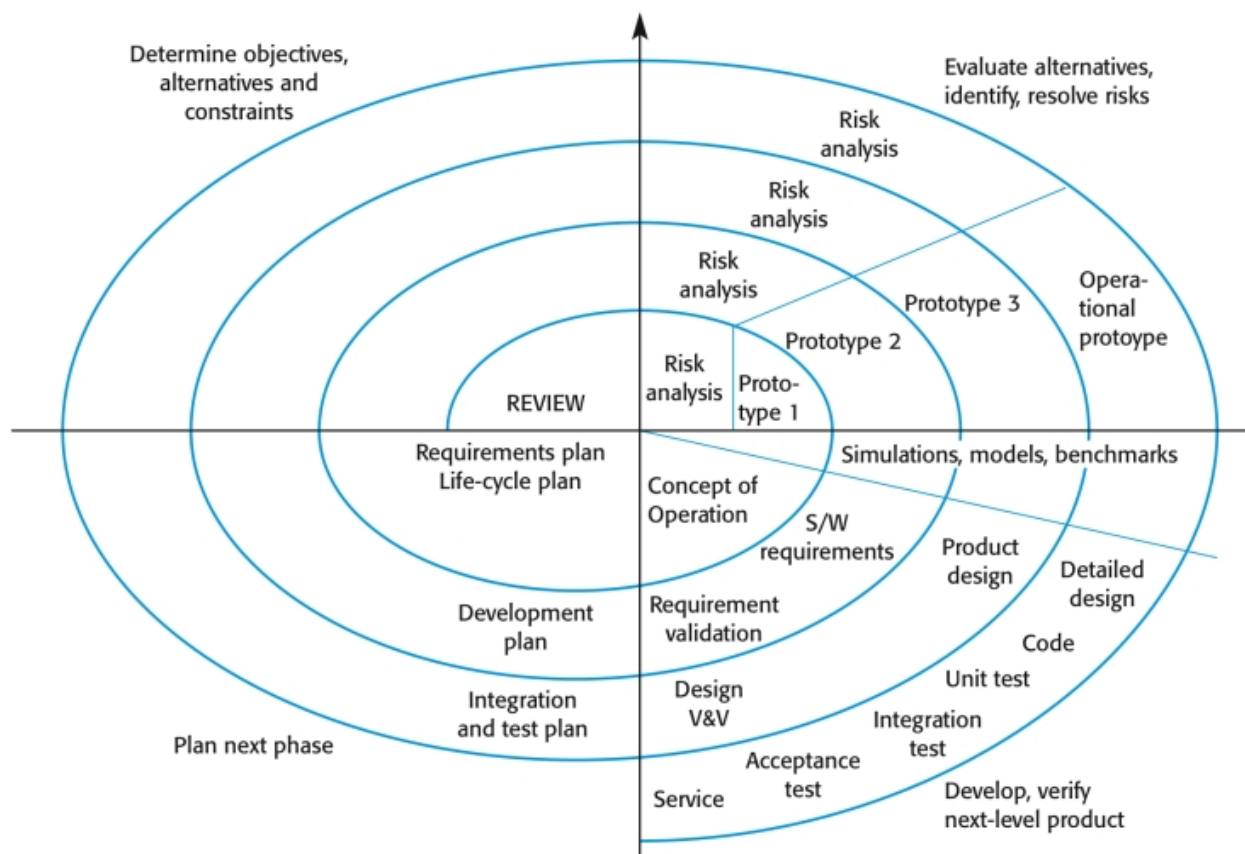 Determine objectives,
alternatives and
constraints
Evaluate alternatives,
identify, resolve risks
Risk
analysis
Risk
analysis
Risk
analysis
Risk
analysis
Proto-
type 1
Prototype 2
Prototype 3
Opera-
tional
protoype
REVIEW
Requirements plan
Life-cycle plan
Simulations, models, benchmarks
Concept of
Operation
S/W
requirements
Product
design
Detailed
design
Development
plan
Requirement
validation
Code
Unit test
Integration
and test plan
Design
V&V
Integration
test
Plan next phase
Acceptance
test
Service
Develop, verify
next-level product